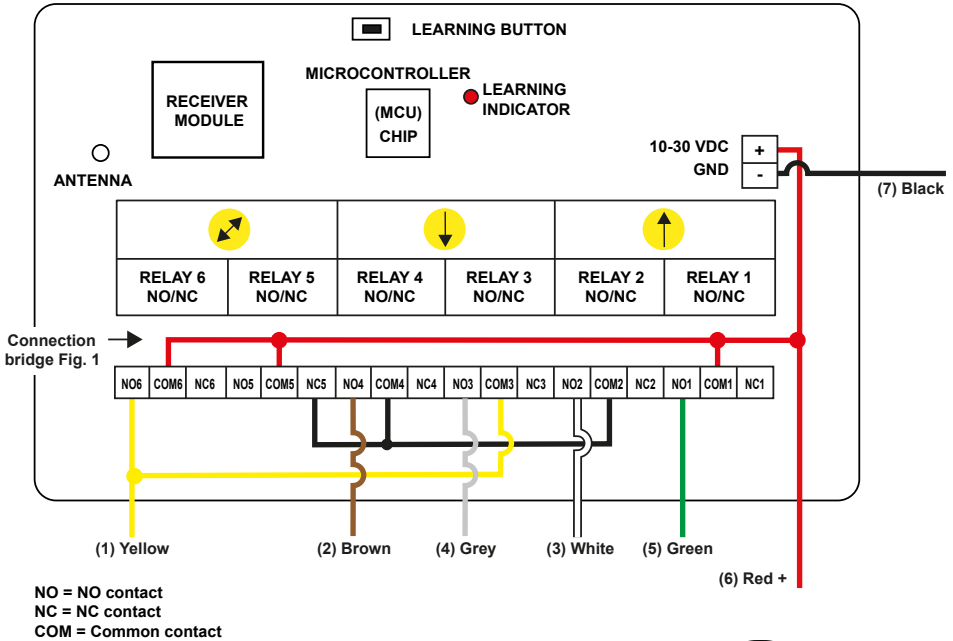 LEARNING BUTTON
MICROCONTROLLER
LEARNING
INDICATOR
RECEIVER
MODULE
(MCU)
CHIP
ANTENNA
10-30 VDC +
GND -
(7) Black
RELAY 6
NO/NC
RELAY 5
NO/NC
RELAY 4
NO/NC
RELAY 3
NO/NC
RELAY 2
NO/NC
RELAY 1
NO/NC
Connection
bridge Fig. 1
NO6 COM6 NC6 NO5 COM5 NC5 NO4 COM4 NC4 NO3 COM3 NC3 NO2 COM2 NC2 NO1 COM1 NC1
(1) Yellow (2) Brown (4) Grey (3) White (5) Green
(6) Red +
NO = NO contact
NC = NC contact
COM = Common contact